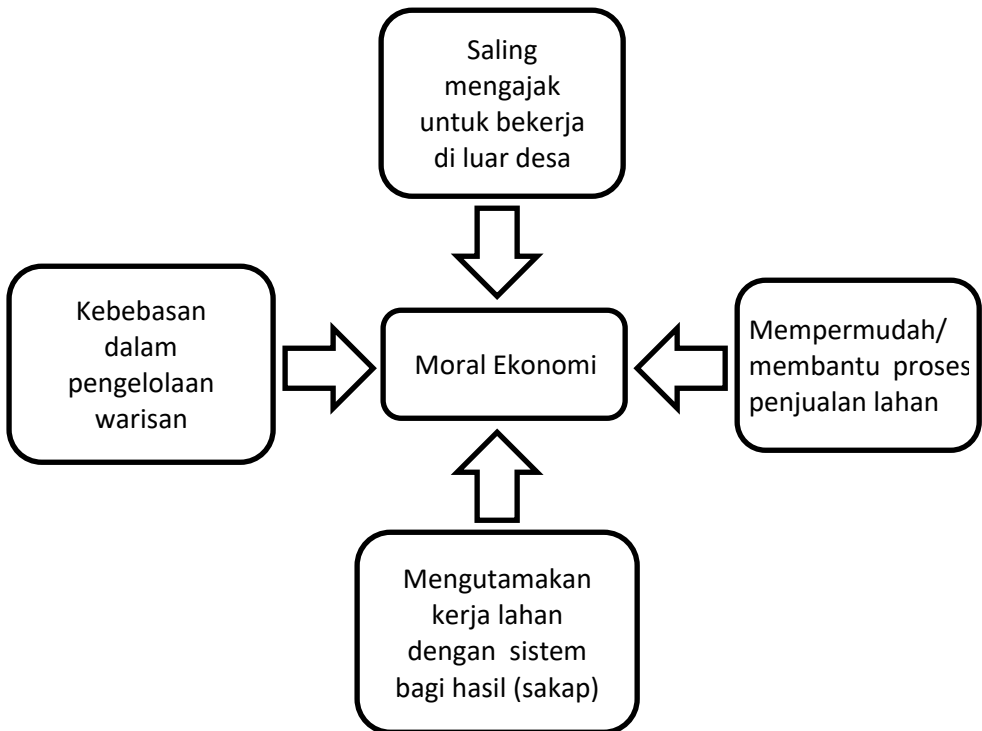 Saling
mengajak
untuk bekerja
di luar desa
Kebebasan
dalam
pengelolaan
warisan
Moral Ekonomi
Mempermudah/
membantu proses
penjualan lahan
Mengutamakan
kerja lahan
dengan sistem
bagi hasil (sakap)